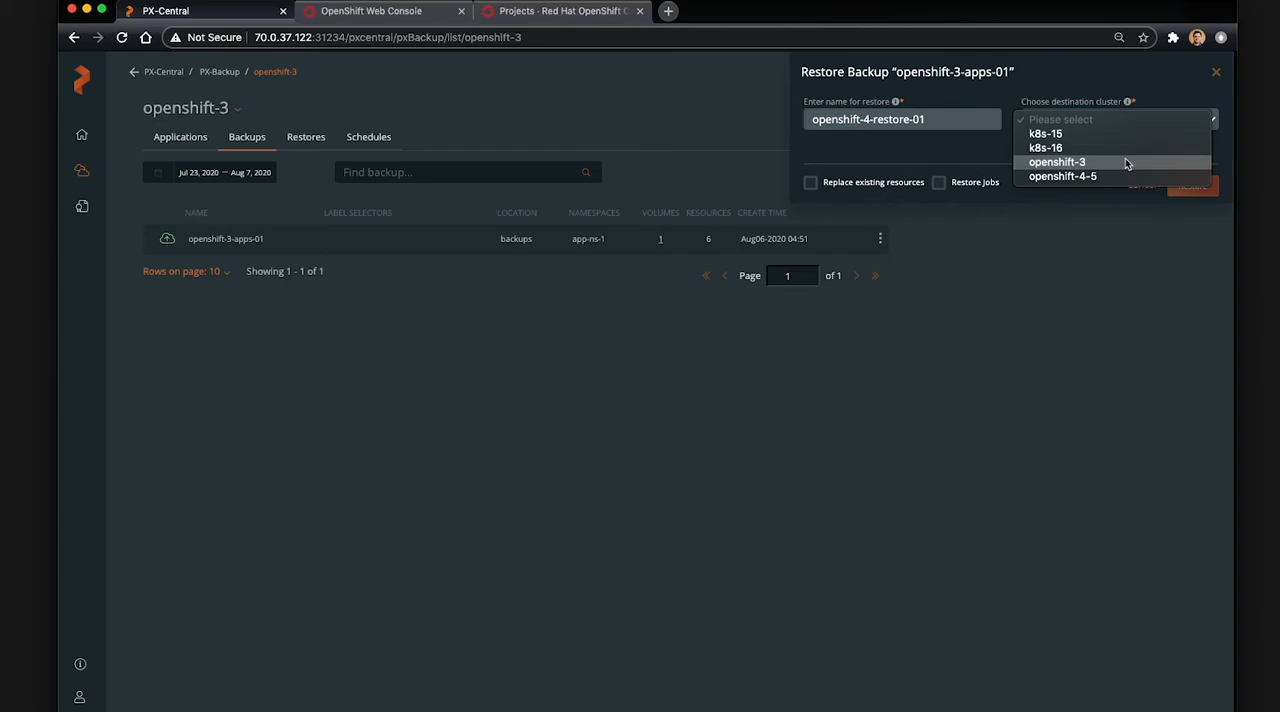 PX-Central
OpenShift Web Console
Projects · Red Hat OpenShift C
Not Secure
70.0.37.122:31234/pxcentral/pxBackup/list/openshift-3
PX-Central / PX-Backup / openshift-3
openshift-3
Applications Backups Restores Schedules
Jul 23, 2020 — Aug 7, 2020
Find backup...
NAME LABEL SELECTORS LOCATION NAMESPACES VOLUMES RESOURCES CREATE TIME
openshift-3-apps-01 backups app-ns-1 1 6 Aug06-2020 04:51
Rows on page: 10 Showing 1 - 1 of 1
Page 1 of 1
Restore Backup “openshift-3-apps-01”
Enter name for restore *
openshift-4-restore-01
Choose destination cluster *
✓ Please select
k8s-15
k8s-16
openshift-3
openshift-4-5
Replace existing resources
Restore Jobs